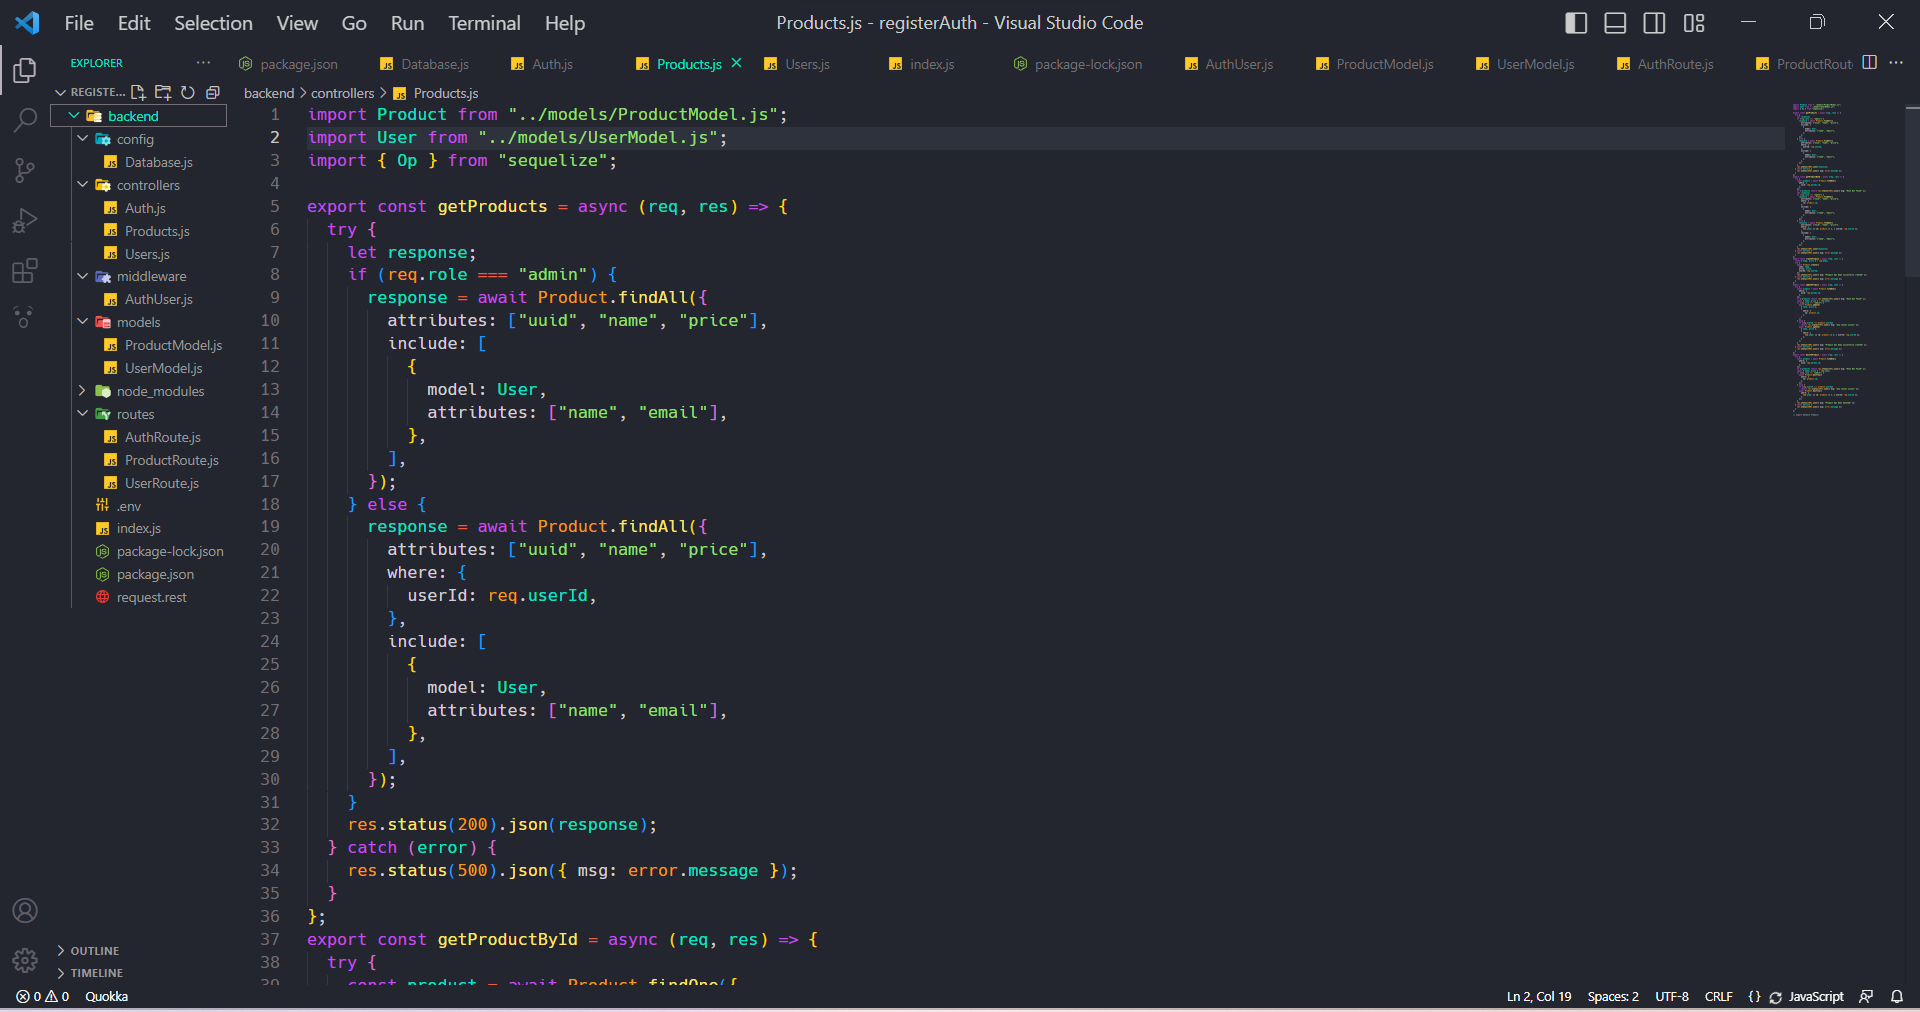 File Edit Selection View Go Run Terminal Help
Products.js - registerAuth - Visual Studio Code
EXPLORER
package.json Database.js Auth.js Products.js Users.js index.js package-lock.json AuthUser.js ProductModel.js UserModel.js AuthRoute.js ProductRout
REGISTE...
backend > controllers > Products.js
backend
config
Database.js
controllers
Auth.js
Products.js
Users.js
middleware
AuthUser.js
models
ProductModel.js
UserModel.js
node_modules
routes
AuthRoute.js
ProductRoute.js
UserRoute.js
.env
index.js
package-lock.json
package.json
request.rest
OUTLINE
TIMELINE
1 import Product from "../models/ProductModel.js";
2 import User from "../models/UserModel.js";
3 import { Op } from "sequelize";
4
5 export const getProducts = async (req, res) => {
6 try {
7 let response;
8 if (req.role === "admin") {
9 response = await Product.findAll({
10 attributes: ["uuid", "name", "price"],
11 include: [
12 {
13 model: User,
14 attributes: ["name", "email"],
15 },
16 ],
17 });
18 } else {
19 response = await Product.findAll({
20 attributes: ["uuid", "name", "price"],
21 where: {
22 userId: req.userId,
23 },
24 include: [
25 {
26 model: User,
27 attributes: ["name", "email"],
28 },
29 ],
30 });
31 }
32 res.status(200).json(response);
33 } catch (error) {
34 res.status(500).json({ msg: error.message });
35 }
36 };
37 export const getProductById = async (req, res) => {
38 try {
39 const product = await Product.findOne({
0 0 Quokka
Ln 2, Col 19 Spaces: 2 UTF-8 CRLF {} JavaScript